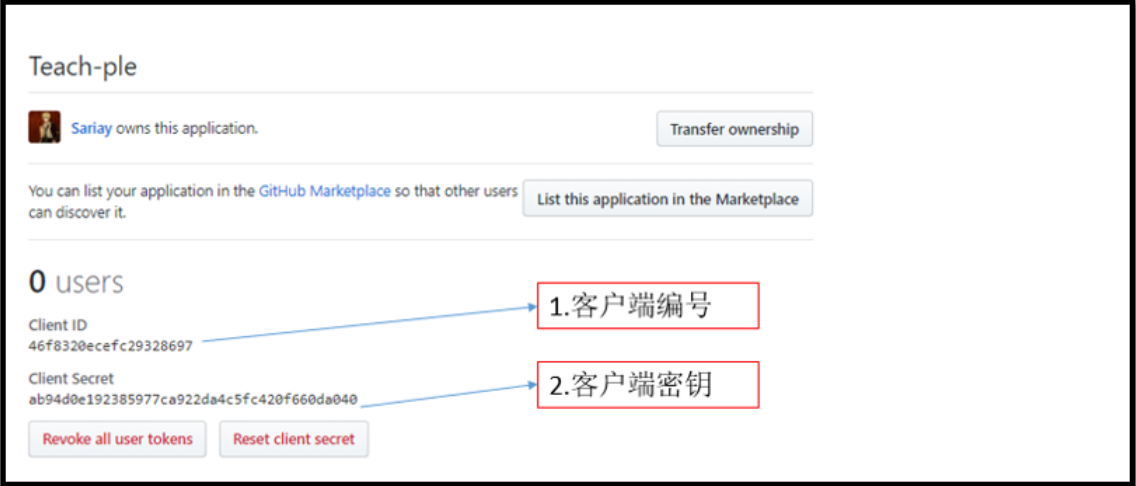 Teach-ple
Sariay owns this application.
Transfer ownership
You can list your application in the GitHub Marketplace so that other users
can discover it.
List this application in the Marketplace
0 users
1.客户端编号
Client ID
46f8320ecefc29328697
Client Secret
2.客户端密钥
ab94d0e192385977ca922da4c5fc420f660da040
Revoke all user tokens
Reset client secret